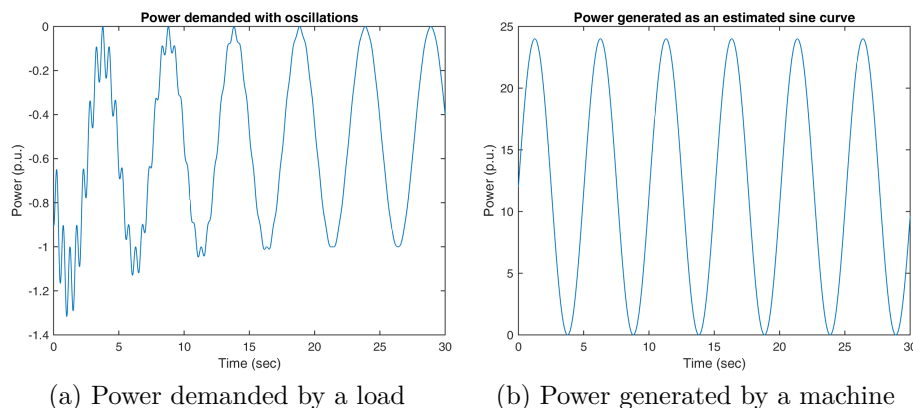 Power demanded with oscillations
0
-0.2
-0.4
-0.6
-0.8
-1
-1.2
-1.4
Power (p.u.)
0 5 10 15 20 25 30
Time (sec)
(a) Power demanded by a load
Power generated as an estimated sine curve
25
20
15
10
5
0
Power (p.u.)
0 5 10 15 20 25 30
Time (sec)
(b) Power generated by a machine